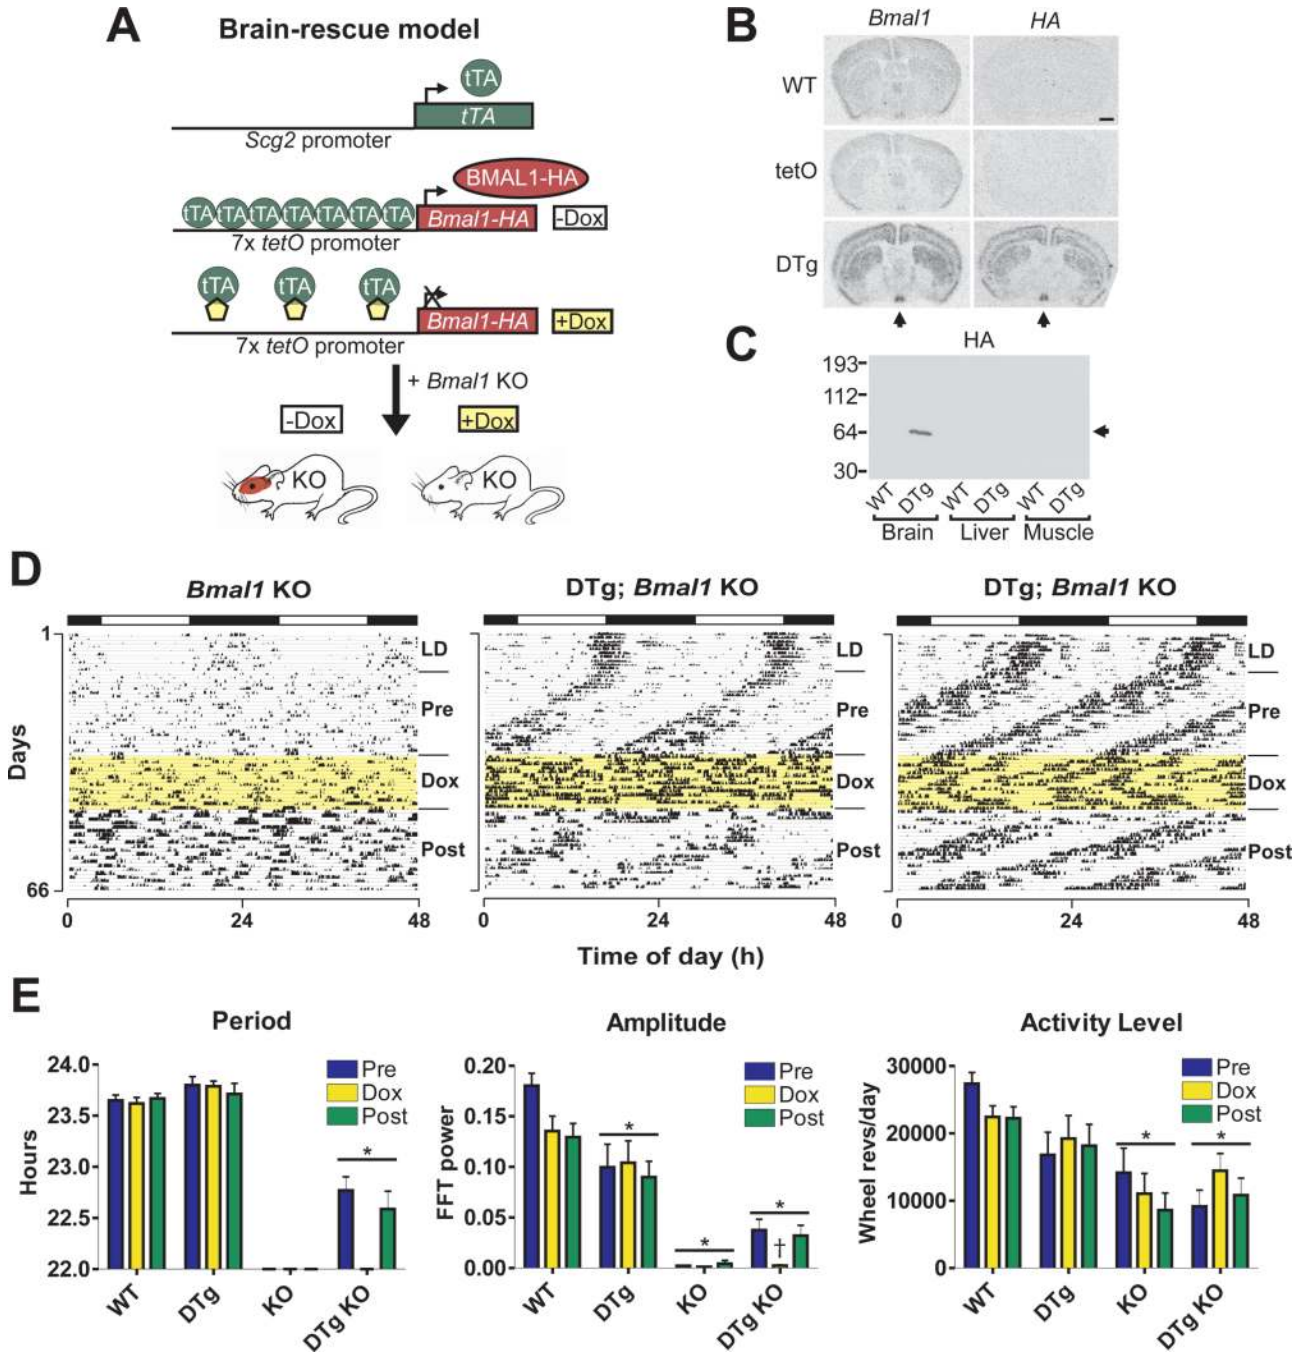 A
Brain-rescue model
tTA
tTA
Scg2 promoter
BMAL1-HA
tTA tTA tTA tTA tTA tTA tTA
Bmal1-HA
-Dox
7x tetO promoter
tTA tTA tTA
X
Bmal1-HA
+Dox
7x tetO promoter
+ Bmal1 KO
-Dox
+Dox
KO
KO
B
Bmal1
HA
WT
tetO
DTg
C
HA
193
112
64
30
WT DTg WT DTg WT DTg
Brain Liver Muscle
D
Bmal1 KO
DTg; Bmal1 KO
DTg; Bmal1 KO
Days
1
66
LD
Pre
Dox
Post
LD
Pre
Dox
Post
LD
Pre
Dox
Post
0 24 48
0 24 48
0 24 48
Time of day (h)
E
Period
Hours
24.0
23.5
23.0
22.5
22.0
Pre
Dox
Post
*
WT DTg KO DTg KO
Amplitude
FFT power
0.20
0.15
0.10
0.05
0.00
Pre
Dox
Post
*
*
*
†
WT DTg KO DTg KO
Activity Level
Wheel revs/day
30000
20000
10000
0
Pre
Dox
Post
* *
WT DTg KO DTg KO